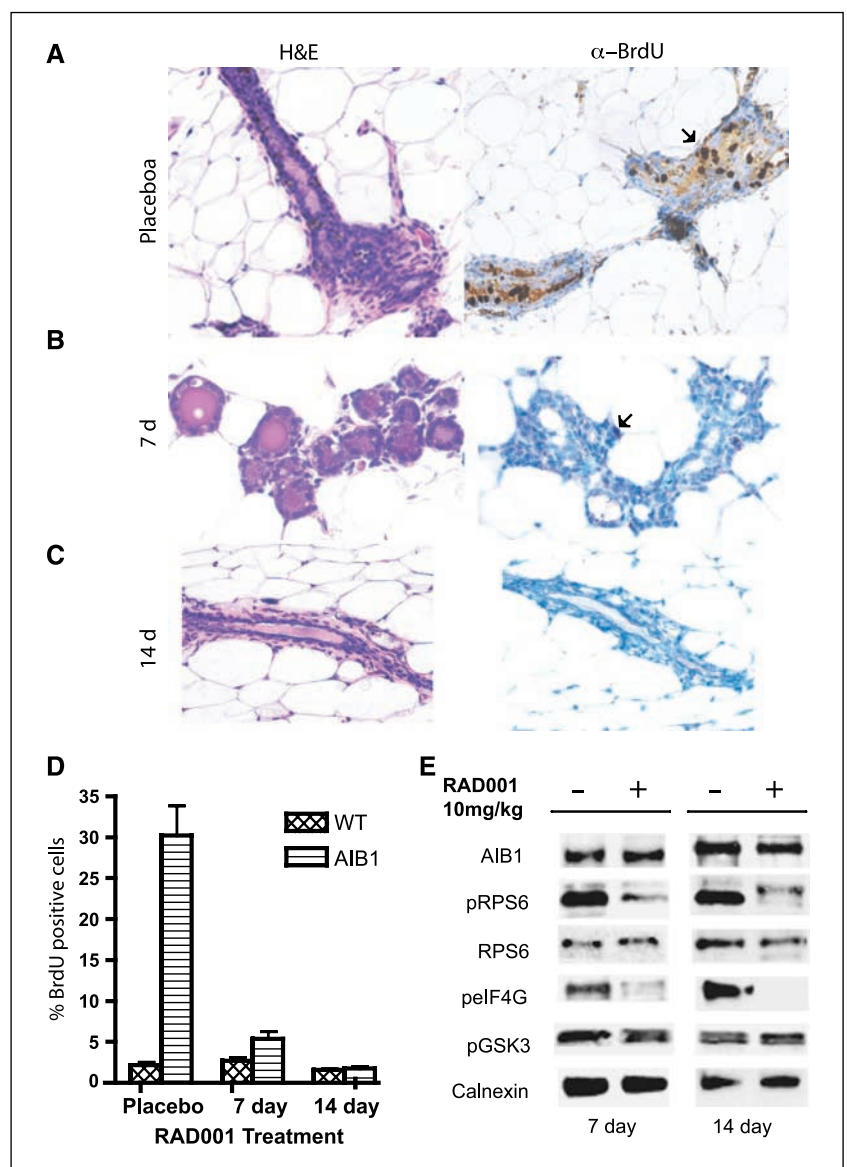 A
H&E
α–BrdU
Placeboa
B
7 d
C
14 d
D
35
30
25
20
15
10
5
0
% BrdU positive cells
WT
AIB1
Placebo 7 day 14 day
RAD001 Treatment
E
RAD001 – + – +
10mg/kg
AIB1
pRPS6
RPS6
peIF4G
pGSK3
Calnexin
7 day 14 day